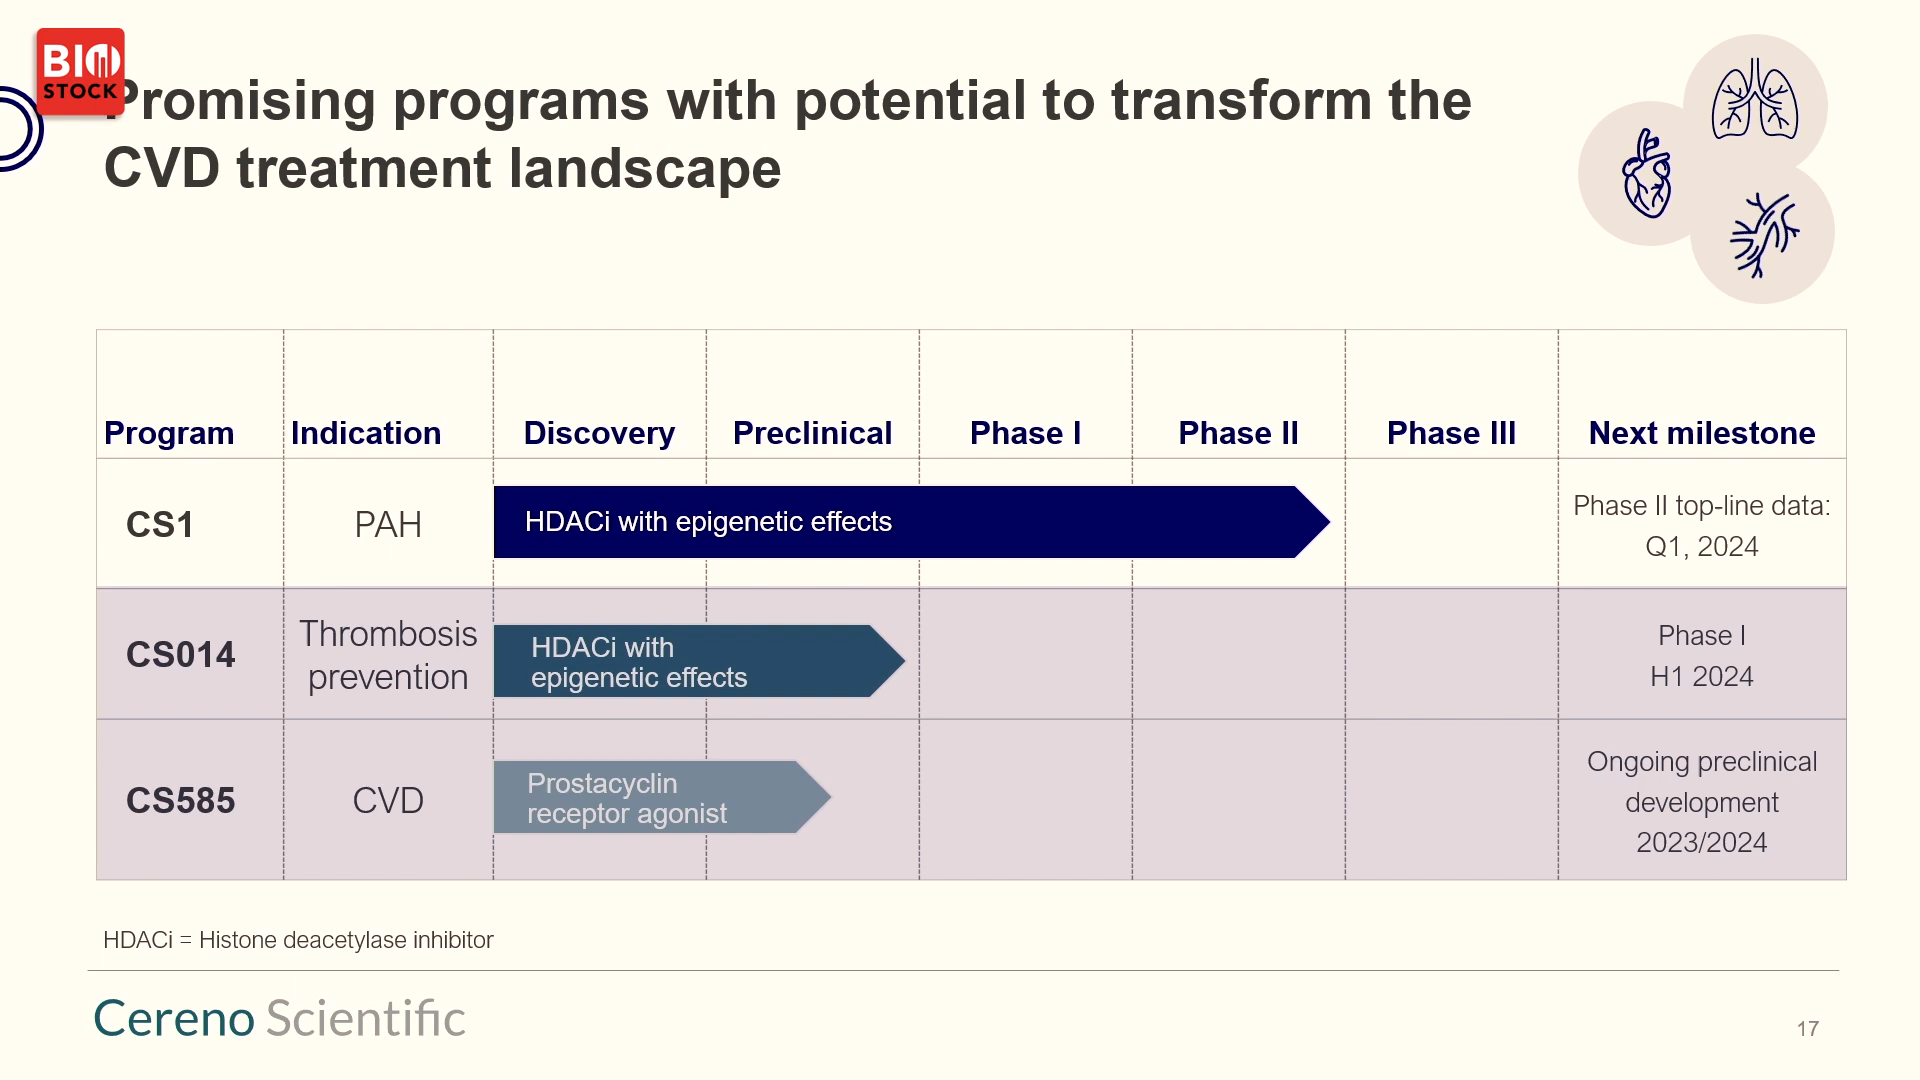 BIO
STOCK
Promising programs with potential to transform the
CVD treatment landscape
Program Indication Discovery Preclinical Phase I Phase II Phase III Next milestone
CS1
PAH
HDACi with epigenetic effects
Phase II top-line data:
Q1, 2024
CS014
Thrombosis
prevention
HDACi with
epigenetic effects
Phase I
H1 2024
CS585
CVD
Prostacyclin
receptor agonist
Ongoing preclinical
development
2023/2024
HDACi = Histone deacetylase inhibitor
Cereno Scientific
17